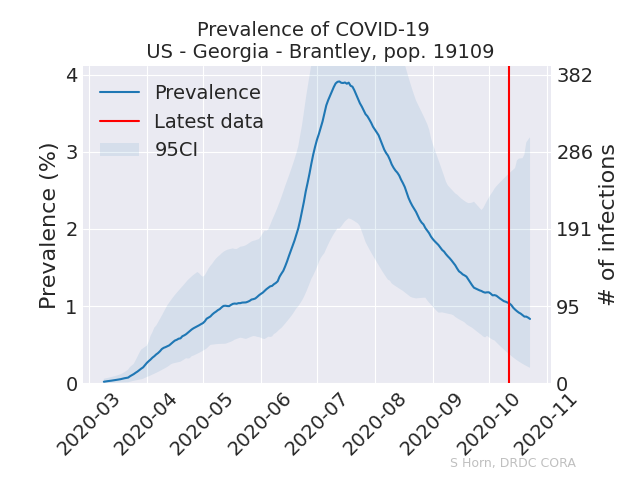 Prevalence of COVID-19
US - Georgia - Brantley, pop. 19109
Prevalence
Latest data
95CI
Prevalence (%)
4
3
2
1
0
382
286
191
95
0
# of infections
2020-03
2020-04
2020-05
2020-06
2020-07
2020-08
2020-09
2020-10
2020-11
S Horn, DRDC CORA